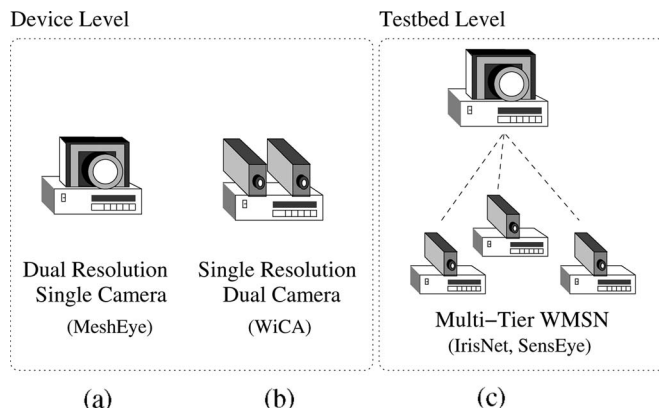 Device Level
Testbed Level
Dual Resolution
Single Camera
(MeshEye)
Single Resolution
Dual Camera
(WiCA)
Multi−Tier WMSN
(IrisNet, SensEye)
(a)
(b)
(c)